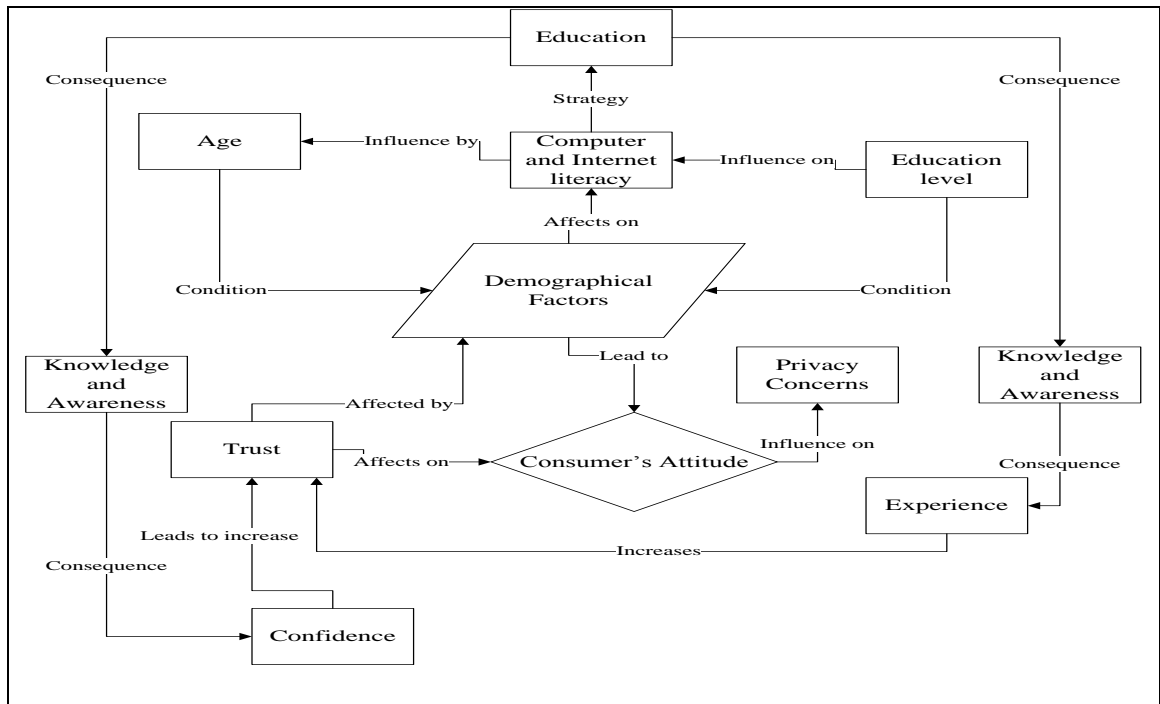 Education
Consequence
Consequence
Strategy
Age
Influence by
Computer
and Internet
literacy
Influence on
Education
level
Affects on
Condition
Demographical
Factors
Condition
Lead to
Privacy
Concerns
Knowledge
and
Awareness
Knowledge
and
Awareness
Affected by
Trust
Affects on
Consumer's Attitude
Influence on
Consequence
Experience
Leads to increase
Increases
Consequence
Confidence